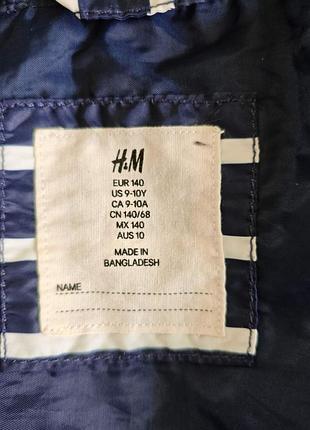 H&M
EUR 140
US 9-10Y
CA 9-10A
CN 140/68
MX 140
AUS 10
MADE IN
BANGLADESH
NAME